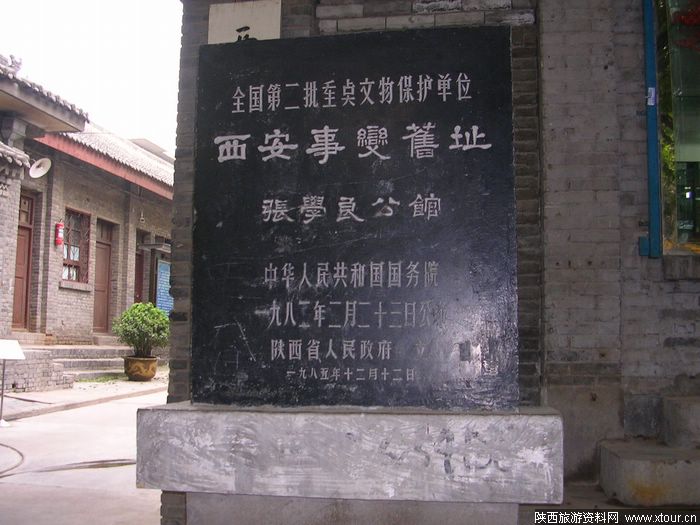 全国第二批重点文物保护单位
西安事變舊址
張學良公館
中华人民共和国国务院
一九八二年二月二十三日公布
陕西省人民政府 立
一九八五年十二月十二日
陕西旅游资料网 www.xtour.cn